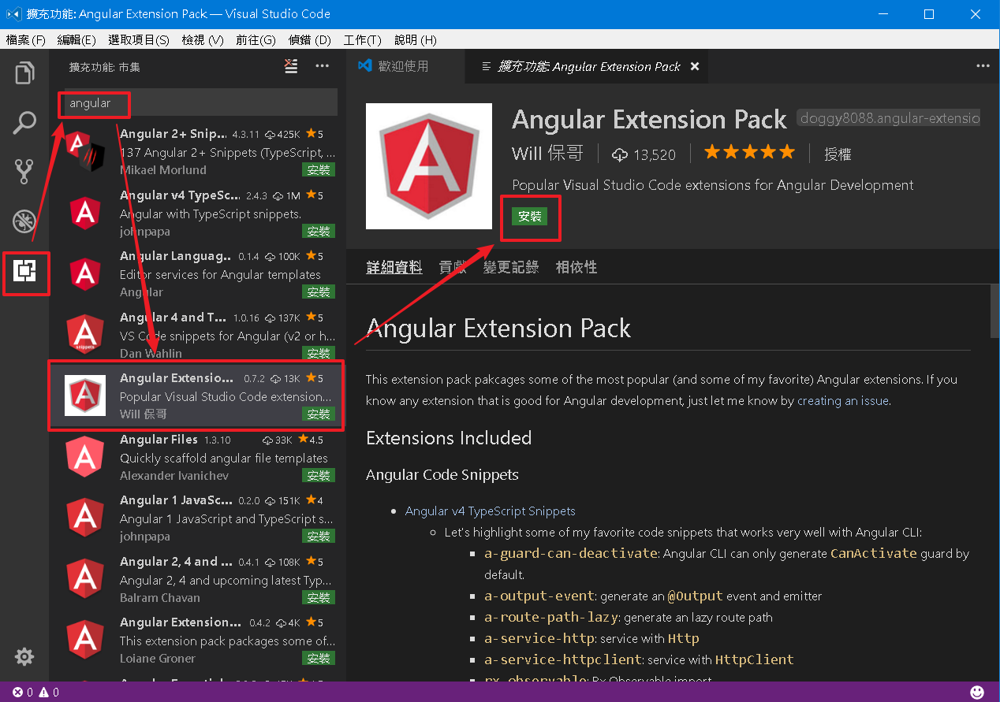 擴充功能: Angular Extension Pack — Visual Studio Code
檔案(F) 編輯(E) 選取項目(S) 檢視 (V) 前往(G) 偵錯 (D) 工作(T) 說明 (H)
擴充功能: 市集
angular
Angular 2+ Snip... 4.3.11 425K 5
137 Angular 2+ Snippets (TypeScript, ...
Mikael Morlund 安裝
Angular v4 TypeSc... 2.4.3 1M 5
Angular with TypeScript snippets.
johnpapa 安裝
Angular Languag.. 0.1.4 100K 5
Editor services for Angular templates
Angular 安裝
Angular 4 and T... 1.0.16 137K 5
VS Code snippets for Angular (v2 or h...
Dan Wahlin 安裝
Angular Extensio... 0.7.2 13K 5
Popular Visual Studio Code extension...
Will 保哥 安裝
Angular Files 1.3.10 33K 4.5
Quickly scaffold angular file templates
Alexander Ivanichev 安裝
Angular 1 JavaSc... 0.2.0 151K 4
Angular 1 JavaScript and TypeScript s...
johnpapa 安裝
Angular 2, 4 and ... 0.4.1 108K 5
Angular 2, 4 and upcoming latest Typ...
Balram Chavan 安裝
Angular Extension... 0.4.2 4K 5
This extension pack packages some of...
Loiane Groner 安裝
歡迎使用
擴充功能: Angular Extension Pack
Angular Extension Pack doggy8088.angular-extensio
Will 保哥 13,520 授權
Popular Visual Studio Code extensions for Angular Development
安裝
詳細資料 貢獻 變更記錄 相依性
Angular Extension Pack
This extension pack pakcages some of the most popular (and some of my favorite) Angular extensions. If you
know any extension that is good for Angular development, just let me know by creating an issue.
Extensions Included
Angular Code Snippets
Angular v4 TypeScript Snippets
Let's highlight some of my favorite code snippets that works very well with Angular CLI:
a-guard-can-deactivate: Angular CLI can only generate CanActivate guard by
default.
a-output-event: generate an @Output event and emitter
a-route-path-lazy: generate an lazy route path
a-service-http: service with Http
a-service-httpclient: service with HttpClient
rx-observable: Rx Observable import
0 0